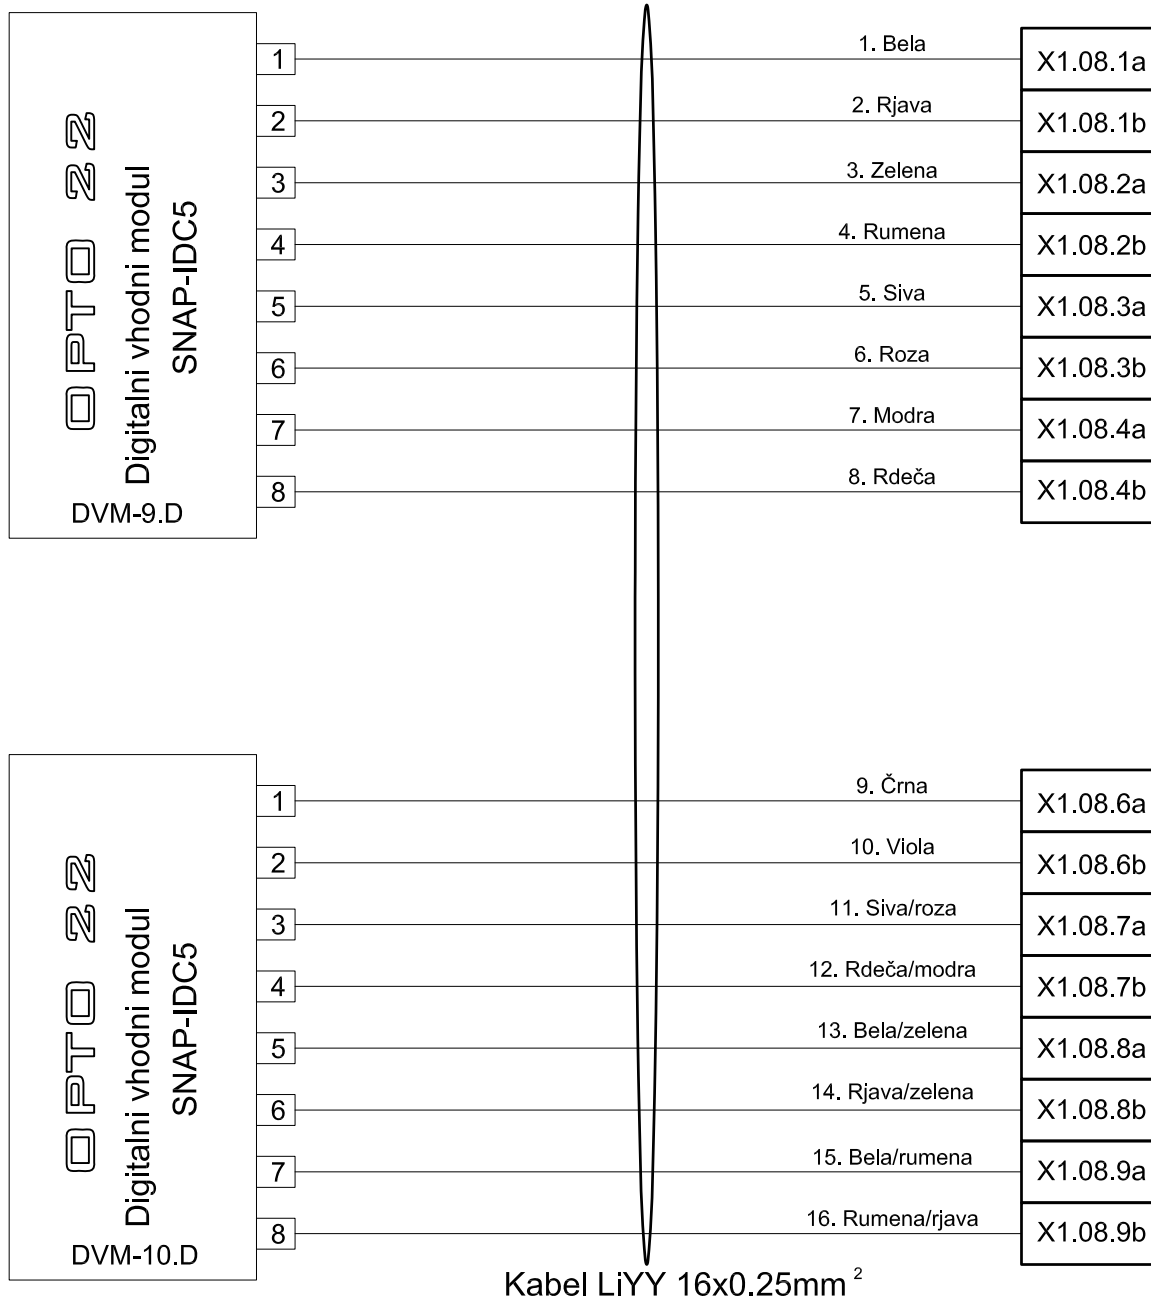 OPTO 22
Digitalni vhodni modul
SNAP-IDC5
DVM-9.D
1 1. Bela X1.08.1a
2 2. Rjava X1.08.1b
3 3. Zelena X1.08.2a
4 4. Rumena X1.08.2b
5 5. Siva X1.08.3a
6 6. Roza X1.08.3b
7 7. Modra X1.08.4a
8 8. Rdeča X1.08.4b
OPTO 22
Digitalni vhodni modul
SNAP-IDC5
DVM-10.D
1 9. Črna X1.08.6a
2 10. Viola X1.08.6b
3 11. Siva/roza X1.08.7a
4 12. Rdeča/modra X1.08.7b
5 13. Bela/zelena X1.08.8a
6 14. Rjava/zelena X1.08.8b
7 15. Bela/rumena X1.08.9a
8 16. Rumena/rjava X1.08.9b
Kabel LiYY 16x0.25mm²